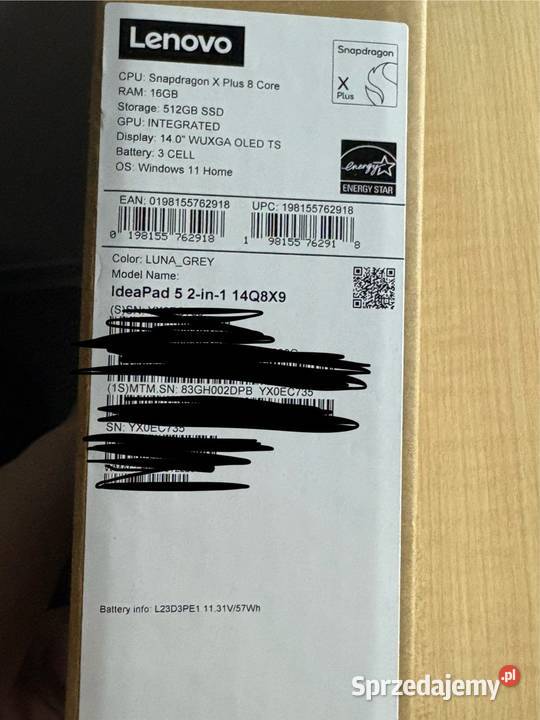 Lenovo
Snapdragon
X
Plus
CPU: Snapdragon X Plus 8 Core
RAM: 16GB
Storage: 512GB SSD
GPU: INTEGRATED
Display: 14.0" WUXGA OLED TS
Battery: 3 CELL
OS: Windows 11 Home
energy
ENERGY STAR
EAN: 0198155762918
UPC: 198155762918
0 198155 762918
1 98155 76291 8
Color: LUNA_GREY
Model Name:
IdeaPad 5 2-in-1 14Q8X9
(1S)MTM.SN: 83GH002DPB YX0EC735
SN: YX0EC735
Battery info: L23D3PE1 11.31V/57Wh
Sprzedajemy.pl